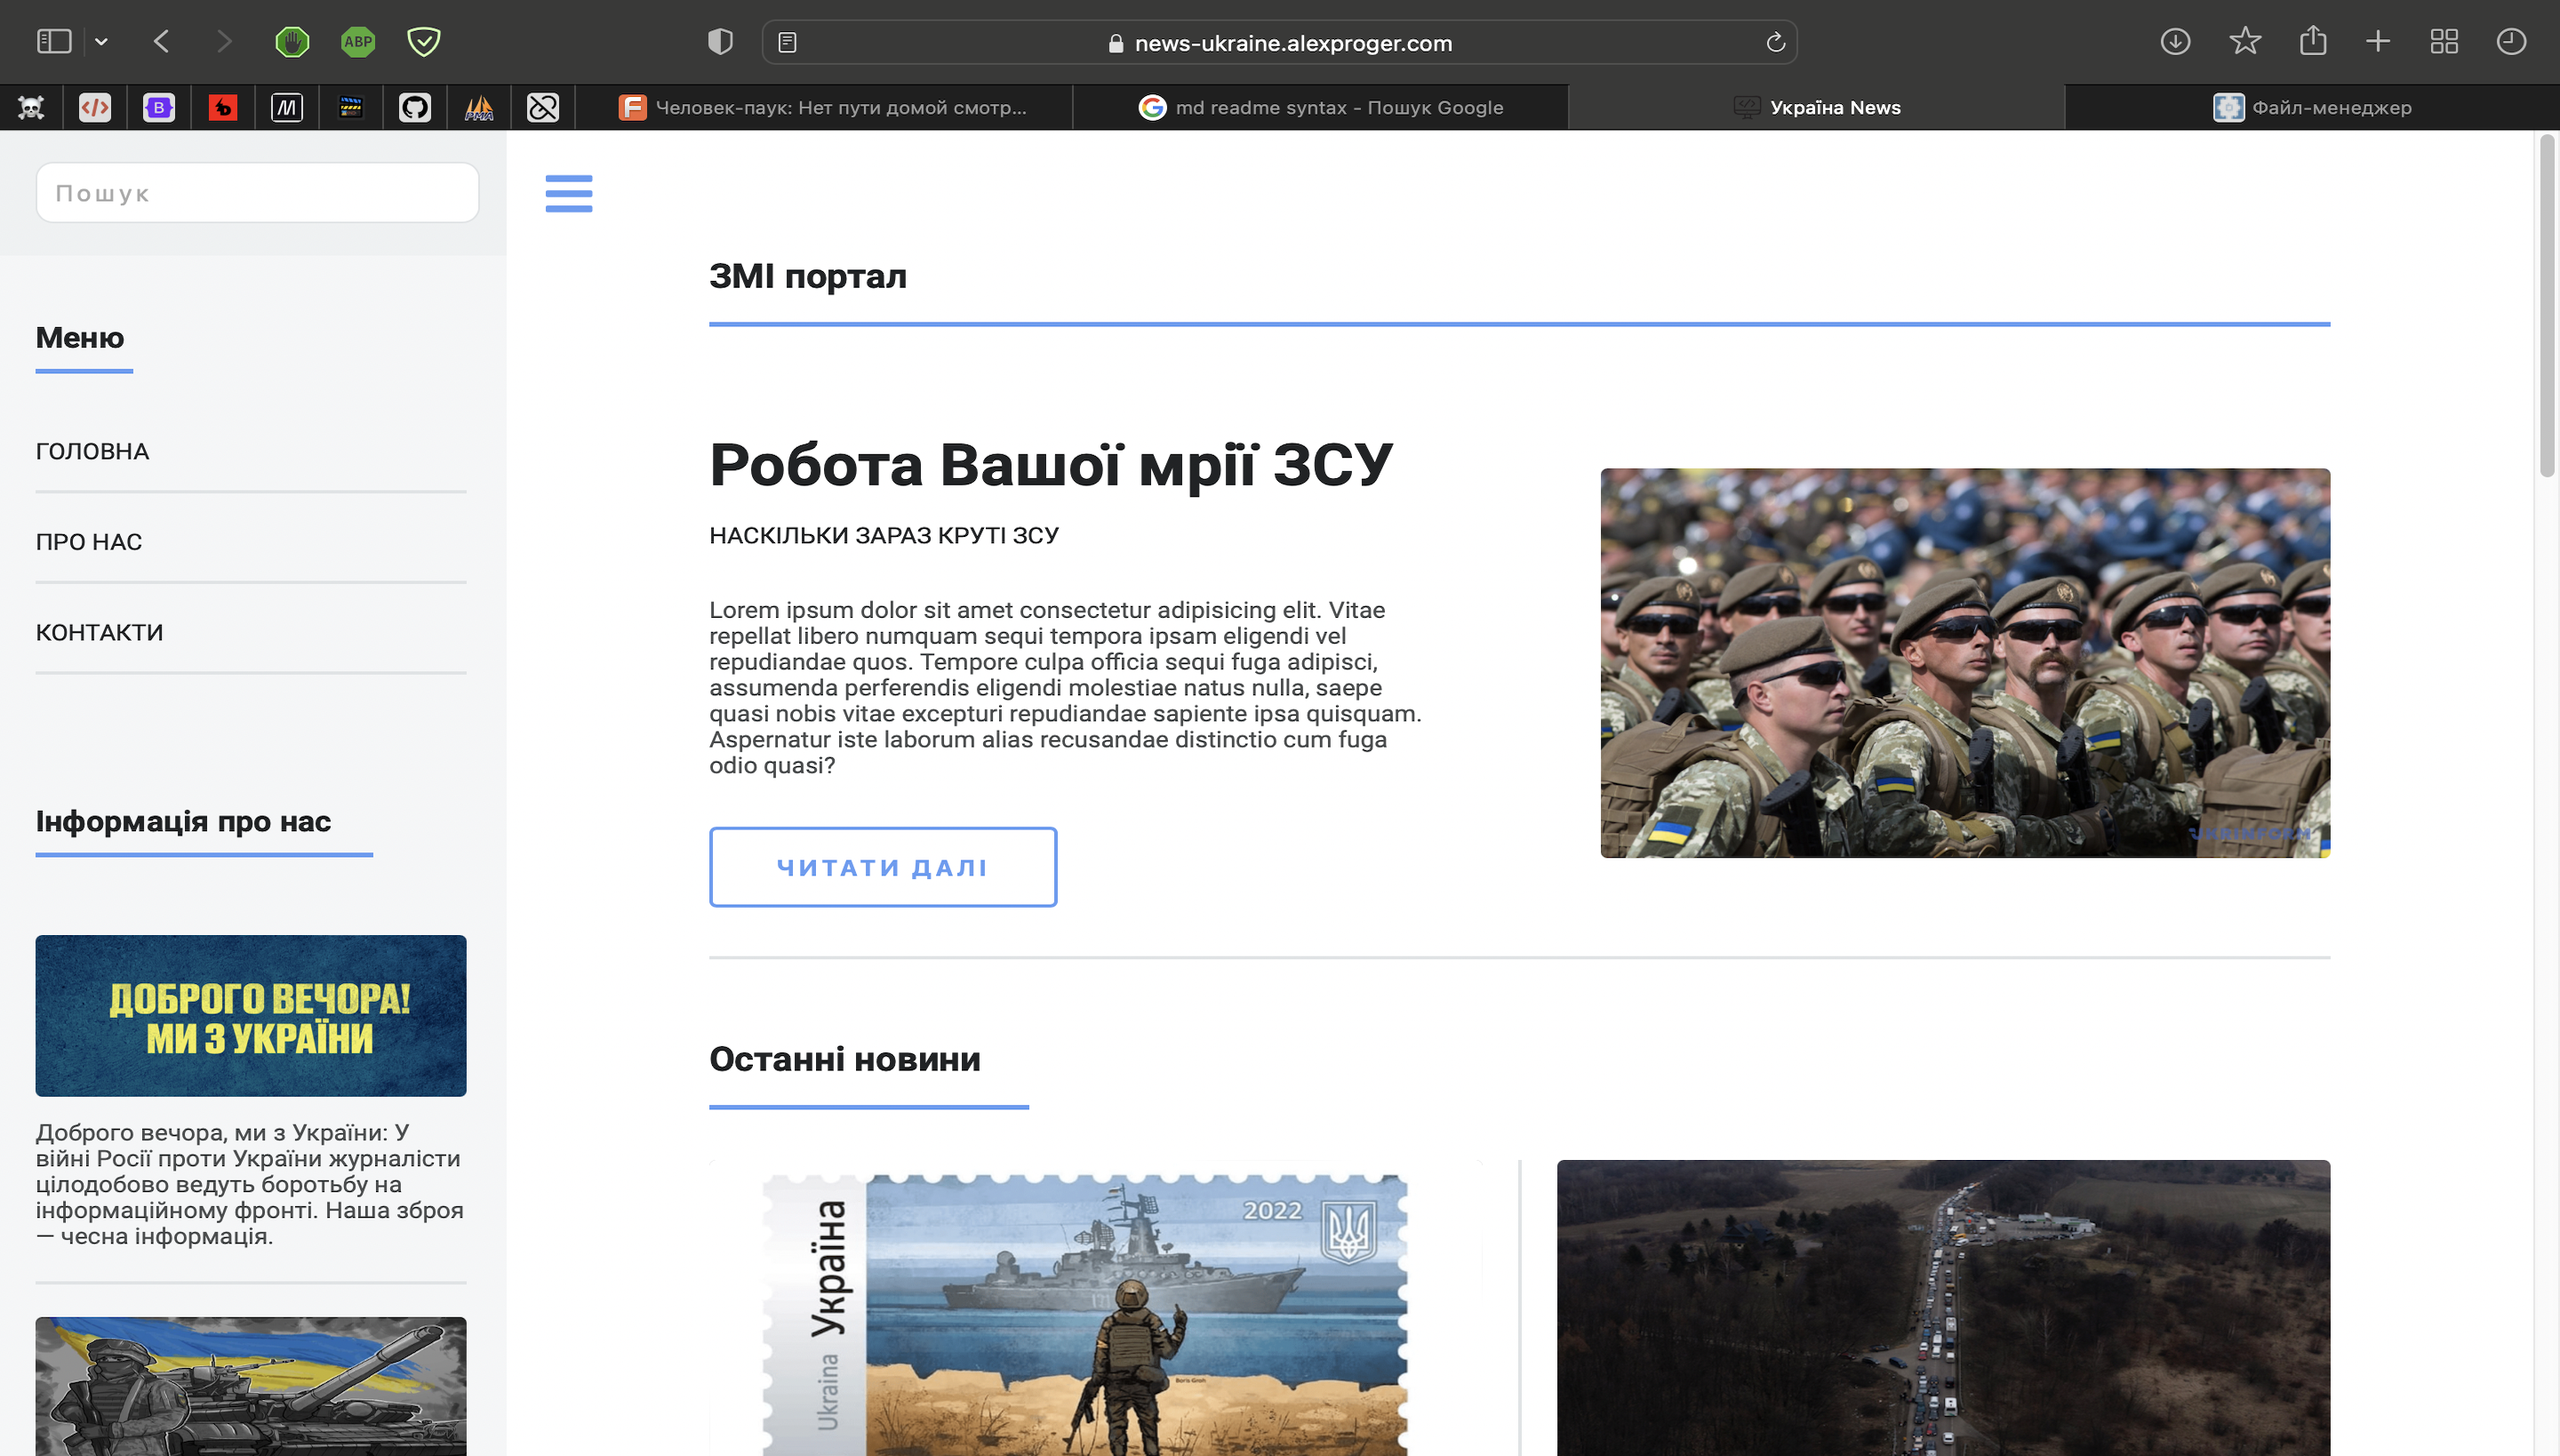 ABP
news-ukraine.alexproger.com
B
M
PMA
Человек-паук: Нет пути домой смотр...
md readme syntax - Пошук Google
Україна News
Файл-менеджер
Пошук
Меню
ГОЛОВНА
ПРО НАС
КОНТАКТИ
Інформація про нас
ДОБРОГО ВЕЧОРА!
МИ З УКРАЇНИ
Доброго вечора, ми з України: У
війні Росії проти України журналісти
цілодобово ведуть боротьбу на
інформаційному фронті. Наша зброя
— чесна інформація.
ЗМІ портал
Робота Вашої мрії ЗСУ
НАСКІЛЬКИ ЗАРАЗ КРУТІ ЗСУ
Lorem ipsum dolor sit amet consectetur adipisicing elit. Vitae
repellat libero numquam sequi tempora ipsam eligendi vel
repudiandae quos. Tempore culpa officia sequi fuga adipisci,
assumenda perferendis eligendi molestiae natus nulla, saepe
quasi nobis vitae excepturi repudiandae sapiente ipsa quisquam.
Aspernatur iste laborum alias recusandae distinctio cum fuga
odio quasi?
ЧИТАТИ ДАЛІ
UKRINFORM
Останні новини
Україна
Ukraina
2022
121
Boris Groh